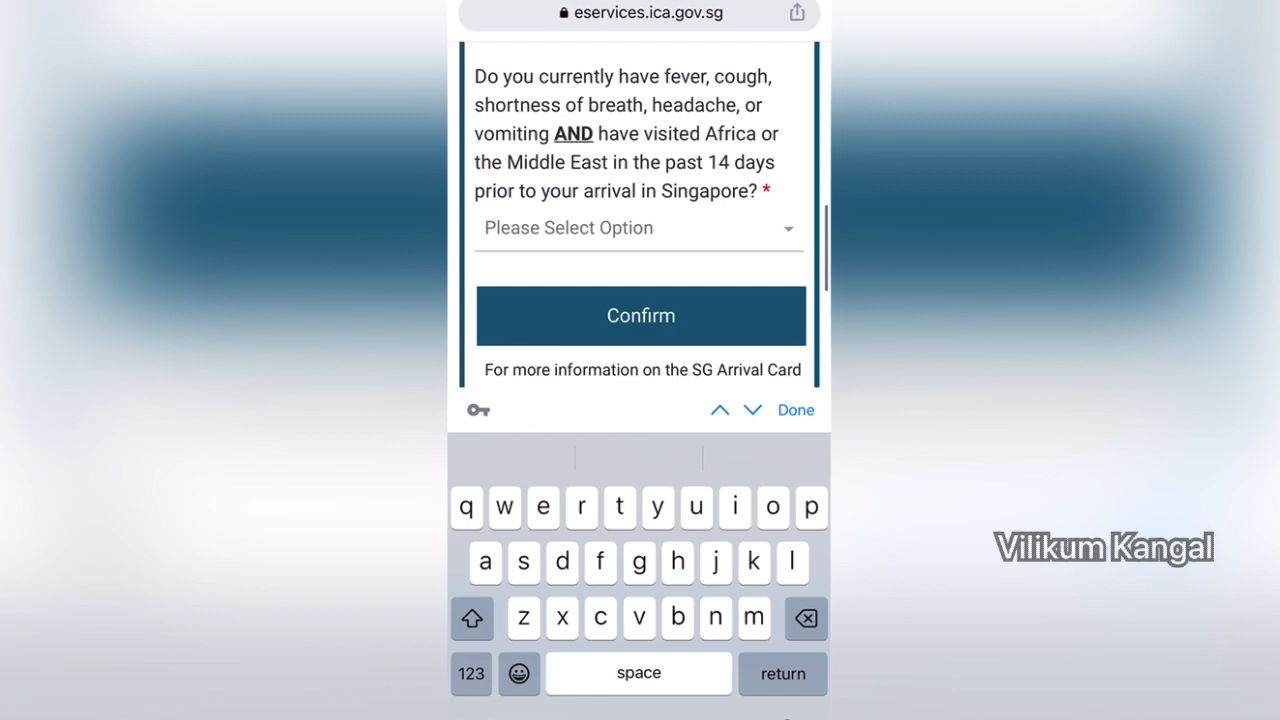 eservices.ica.gov.sg
Do you currently have fever, cough,
shortness of breath, headache, or
vomiting AND have visited Africa or
the Middle East in the past 14 days
prior to your arrival in Singapore? *
Please Select Option
Confirm
For more information on the SG Arrival Card
Done
q w e r t y u i o p
a s d f g h j k l
z x c v b n m
123 space return
Vilikum Kangal